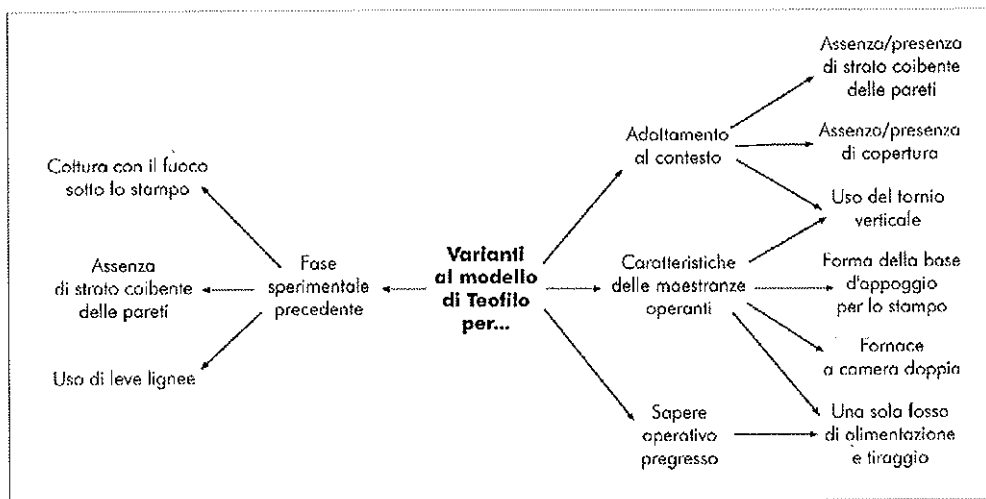 Cottura con il fuoco
sotto lo stampo
Assenza
di strato coibente
delle pareti
Uso di leve lignee
Fase
sperimentale
precedente
Varianti
al modello
di Teofilo
per...
Adattamento
al contesto
Caratteristiche
delle maestranze
operanti
Sapere
operativo
pregresso
Assenza/presenza
di strato coibente
delle pareti
Assenza/presenza
di copertura
Uso del tornio
verticale
Forma della base
d'appoggio
per lo stampo
Fornace
a camera doppia
Una sola fossa
di alimentazione
e tiraggio